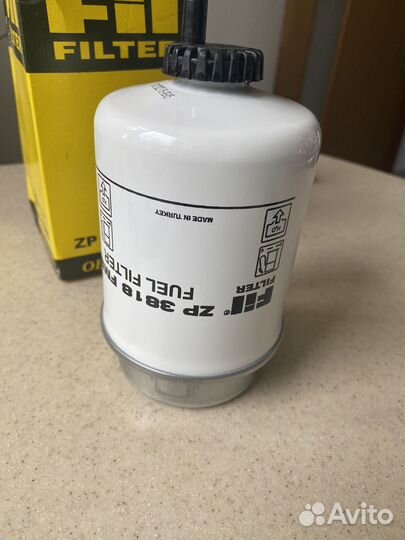 Fil
FILTER
ZP
MADE IN TURKEY
Fil®
FILTER
ZP 3818
FUEL FILTER
Avito